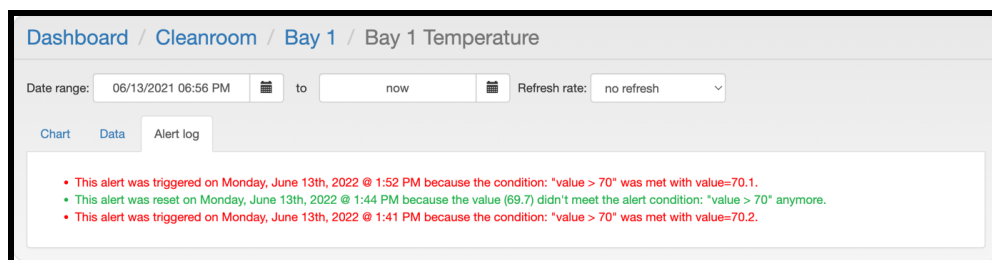 Dashboard / Cleanroom / Bay 1 / Bay 1 Temperature
Date range: 06/13/2021 06:56 PM to now Refresh rate: no refresh
Chart Data Alert log
• This alert was triggered on Monday, June 13th, 2022 @ 1:52 PM because the condition: "value > 70" was met with value=70.1.
• This alert was reset on Monday, June 13th, 2022 @ 1:44 PM because the value (69.7) didn't meet the alert condition: "value > 70" anymore.
• This alert was triggered on Monday, June 13th, 2022 @ 1:41 PM because the condition: "value > 70" was met with value=70.2.